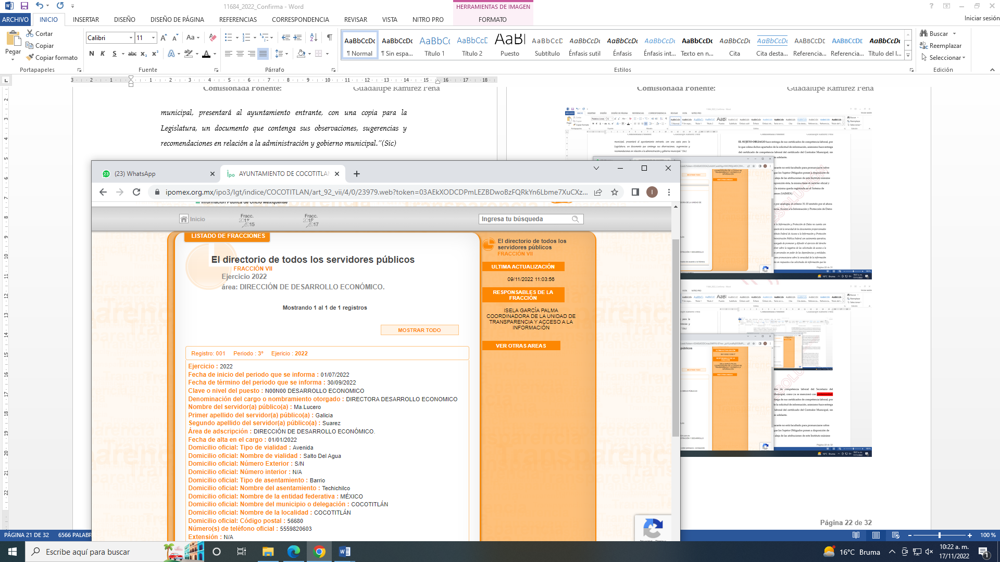 11684_2022_Confirma - Word
HERRAMIENTAS DE IMAGEN
ARCHIVO INICIO INSERTAR DISEÑO DISEÑO DE PÁGINA REFERENCIAS CORRESPONDENCIA REVISAR VISTA NITRO PRO FORMATO Iniciar sesión
Pegar
Cortar
Copiar
Copiar formato
Portapapeles
Calibri 11
Fuente
Párrafo
AaBbCcDc AaBbCcDc AaBbCc AaBbCcD AaBl AaBbCcD AaBbCcDc AaBbCcDc AaBbCcDc AaBbCcDc AaBbCcDc AaBbCcDc AABBCCDD AABBCCDD AaBbCcDc
¶ Normal ¶ Sin espa... Título 1 Título 2 Puesto Subtítulo Énfasis sutil Énfasis Énfasis int... Texto en n... Cita Cita desta... Referencia... Referencia... Título del l...
Estilos
Buscar
Reemplazar
Seleccionar
Edición
Comisionada Ponente: Guadalupe Ramírez Peña
Comisionada Ponente: Guadalupe Ramírez Peña
municipal, presentará al ayuntamiento entrante, con una copia para la
Legislatura, un documento que contenga sus observaciones, sugerencias y
recomendaciones en relación a la administración y gobierno municipal."(Sic)
(23) WhatsApp
AYUNTAMIENTO DE COCOTITLAN
ipomex.org.mx/ipo3/lgt/indice/COCOTITLAN/art_92_vii/4/0/23979.web?token=03AEkXODCDPmLEZBDwoBzFQRkYn6Lbme7XuCXz...
Información Pública de Oficio Mexiquense
Inicio
Fracc.
2011
2015
Fracc.
2015
2017
Ingresa tu búsqueda
LISTADO DE FRACCIONES
El directorio de todos los servidores públicos
FRACCIÓN VII
Ejercicio 2022
área: DIRECCIÓN DE DESARROLLO ECONÓMICO.
Mostrando 1 al 1 de 1 registros
MOSTRAR TODO
Registro: 001 Periodo : 3º Ejericio : 2022
Ejercicio : 2022
Fecha de inicio del periodo que se informa : 01/07/2022
Fecha de término del periodo que se informa : 30/09/2022
Clave o nivel del puesto : N00N00 DESARROLLO ECONOMICO
Denominación del cargo o nombramiento otorgado : DIRECTORA DESARROLLO ECONOMICO
Nombre del servidor(a) público(a) : Ma.Lucero
Primer apellido del servidor(a) público(a) : Galicia
Segundo apellido del servidor(a) público(a) : Suarez
Área de adscripción : DIRECCIÓN DE DESARROLLO ECONÓMICO.
Fecha de alta en el cargo : 01/01/2022
Domicilio oficial: Tipo de vialidad : Avenida
Domicilio oficial: Nombre de vialidad : Salto Del Agua
Domicilio oficial: Número Exterior : S/N
Domicilio oficial: Número interior : N/A
Domicilio oficial: Tipo de asentamiento : Barrio
Domicilio oficial: Nombre del asentamiento : Techichilco
Domicilio oficial: Nombre de la entidad federativa : MÉXICO
Domicilio oficial: Nombre del municipio o delegación : COCOTITLÁN
Domicilio oficial: Nombre de la localidad : COCOTITLÁN
Domicilio oficial: Código postal : 56680
Número(s) de teléfono oficial : 5559820603
Extensión : N/A
El directorio de todos los
servidores públicos
FRACCIÓN VII
ULTIMA ACTUALIZACIÓN
09/11/2022 11:03:56
RESPONSABLES DE LA
FRACCIÓN
ISELA GARCÍA PALMA
COORDINADORA DE LA UNIDAD DE
TRANSPARENCIA Y ACCESO A LA
INFORMACIÓN
VER OTRAS AREAS
Página 22 de 32
PÁGINA 21 DE 32 6566 PALABR
100 %
Escribe aquí para buscar
16°C Bruma
10:22 a. m.
17/11/2022